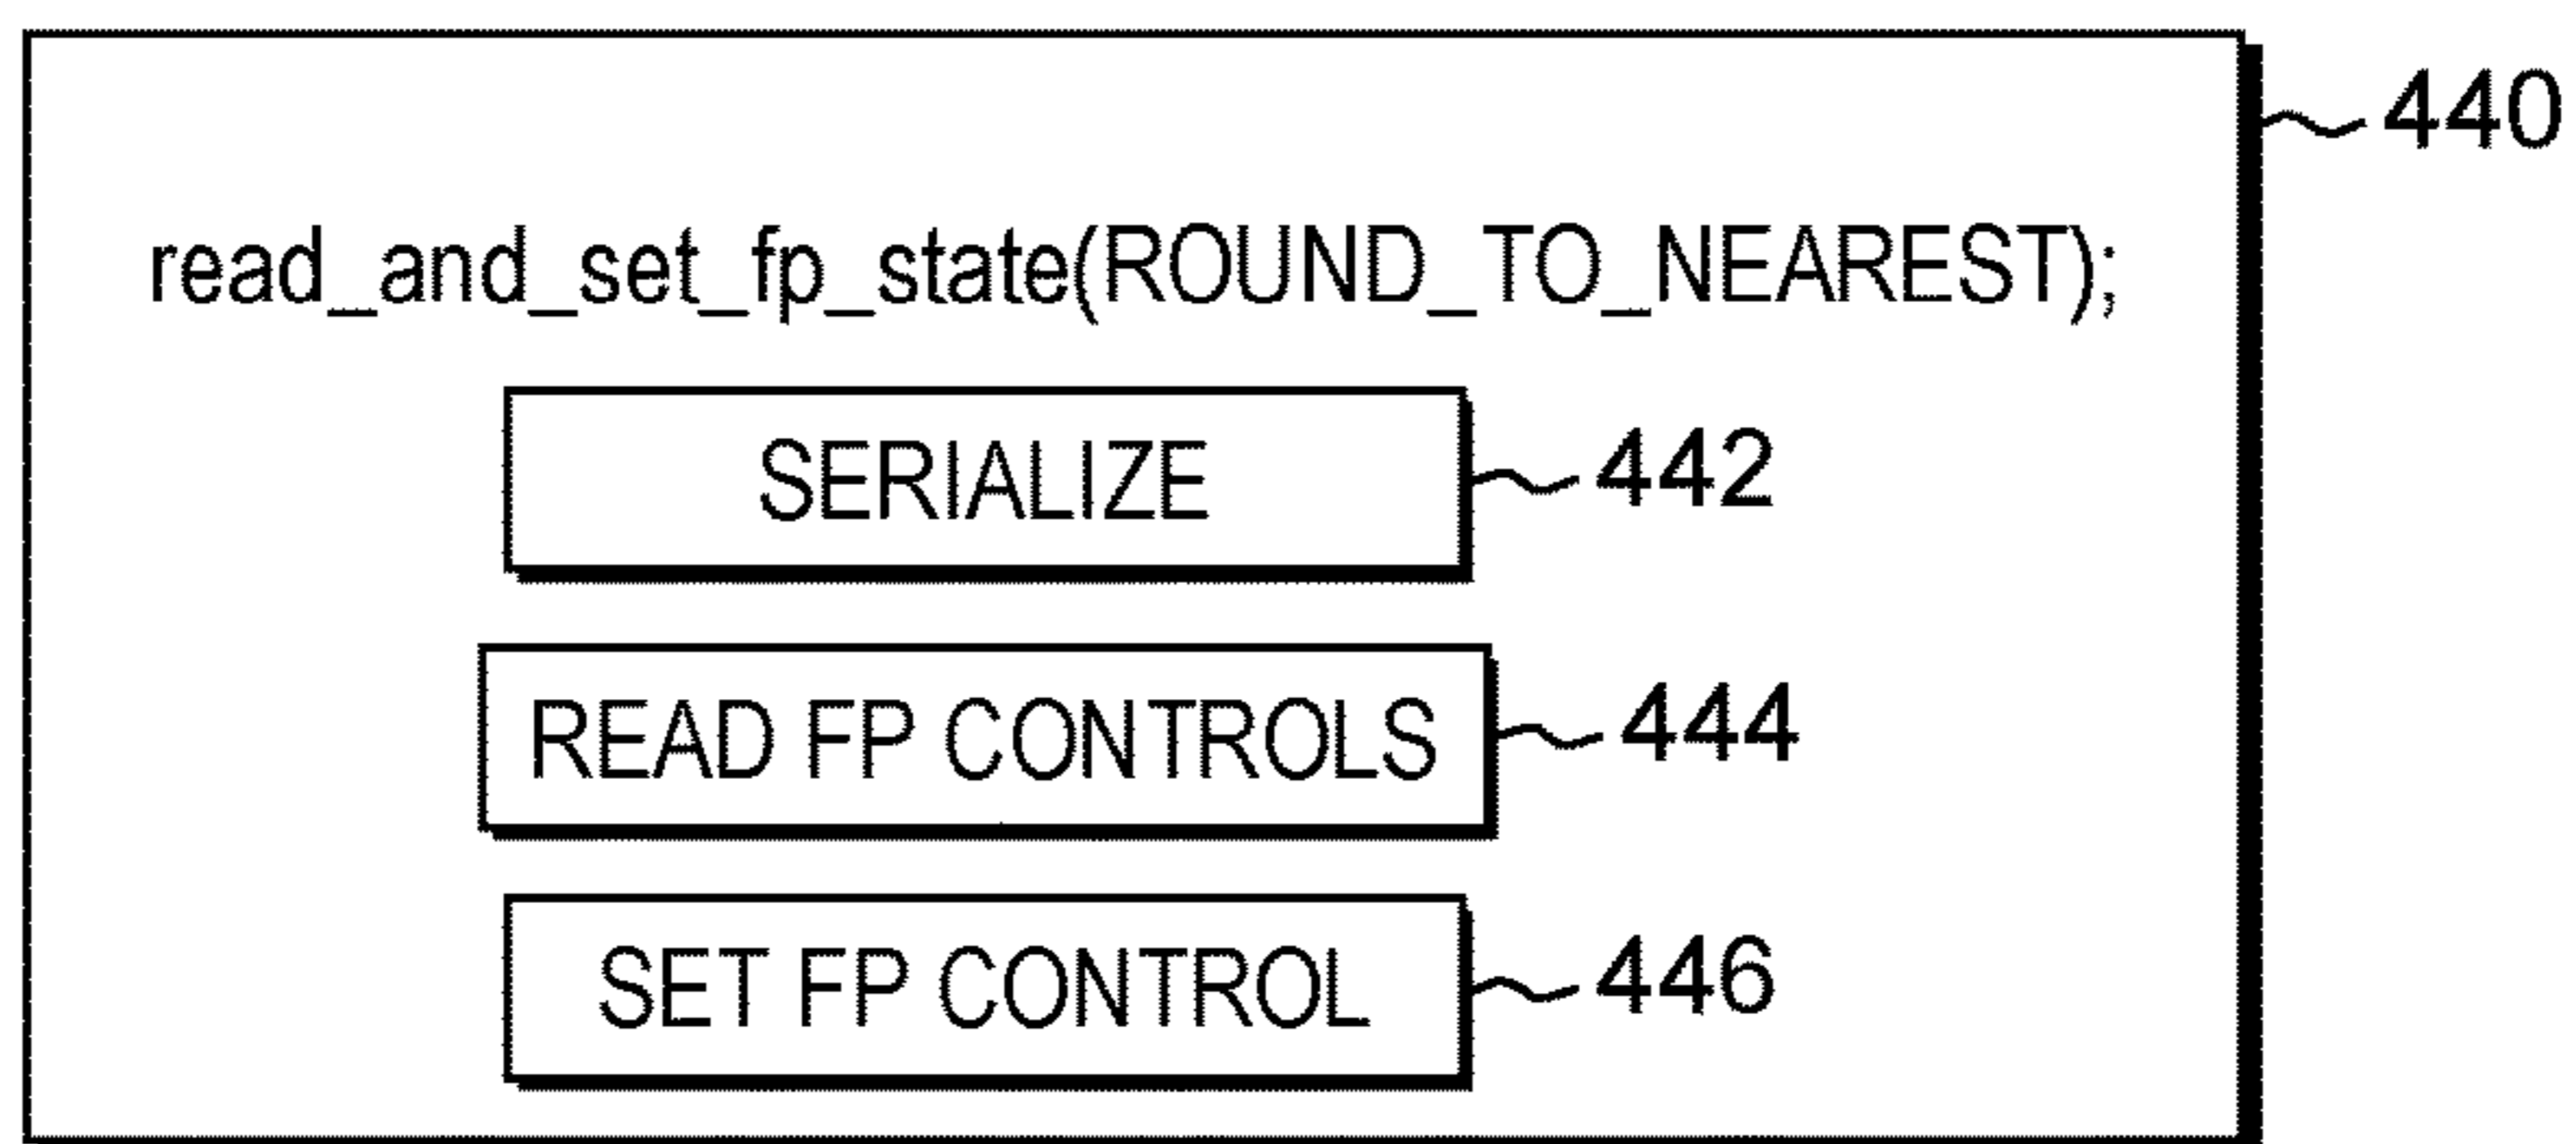 440
read_and_set_fp_state(ROUND_TO_NEAREST);
SERIALIZE 442
READ FP CONTROLS 444
SET FP CONTROL 446